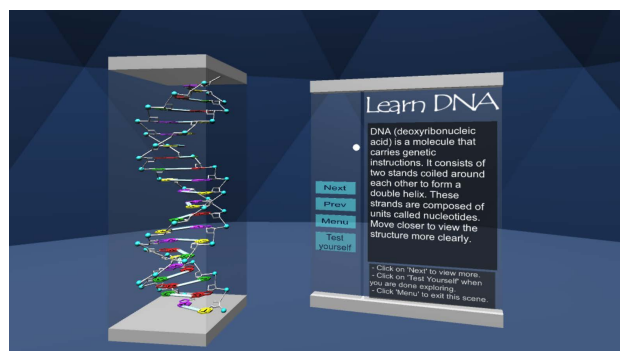 Learn DNA
DNA (deoxyribonucleic
acid) is a molecule that
carries genetic
instructions. It consists of
two stands coiled around
each other to form a
double helix. These
strands are composed of
units called nucleotides.
Move closer to view the
structure more clearly.
Next
Prev
Menu
Test
yourself
- Click on 'Next' to view more.
- Click on 'Test Yourself' when
you are done exploring.
- Click 'Menu' to exit this scene.